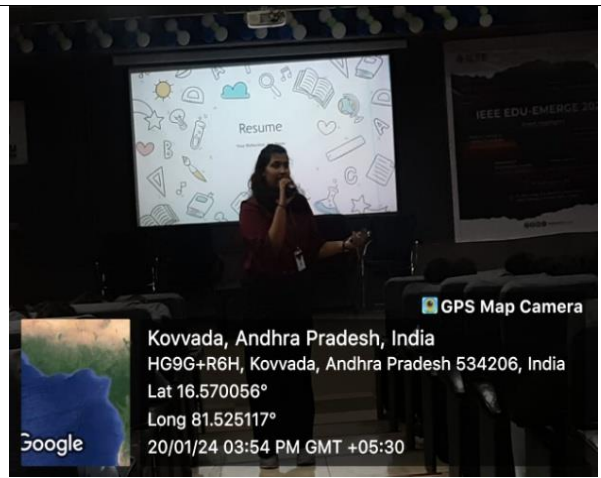 Resume
IEEE EDU-EMERGE 202
GPS Map Camera
Kovvada, Andhra Pradesh, India
HG9G+R6H, Kovvada, Andhra Pradesh 534206, India
Lat 16.570056°
Long 81.525117°
20/01/24 03:54 PM GMT +05:30
Google